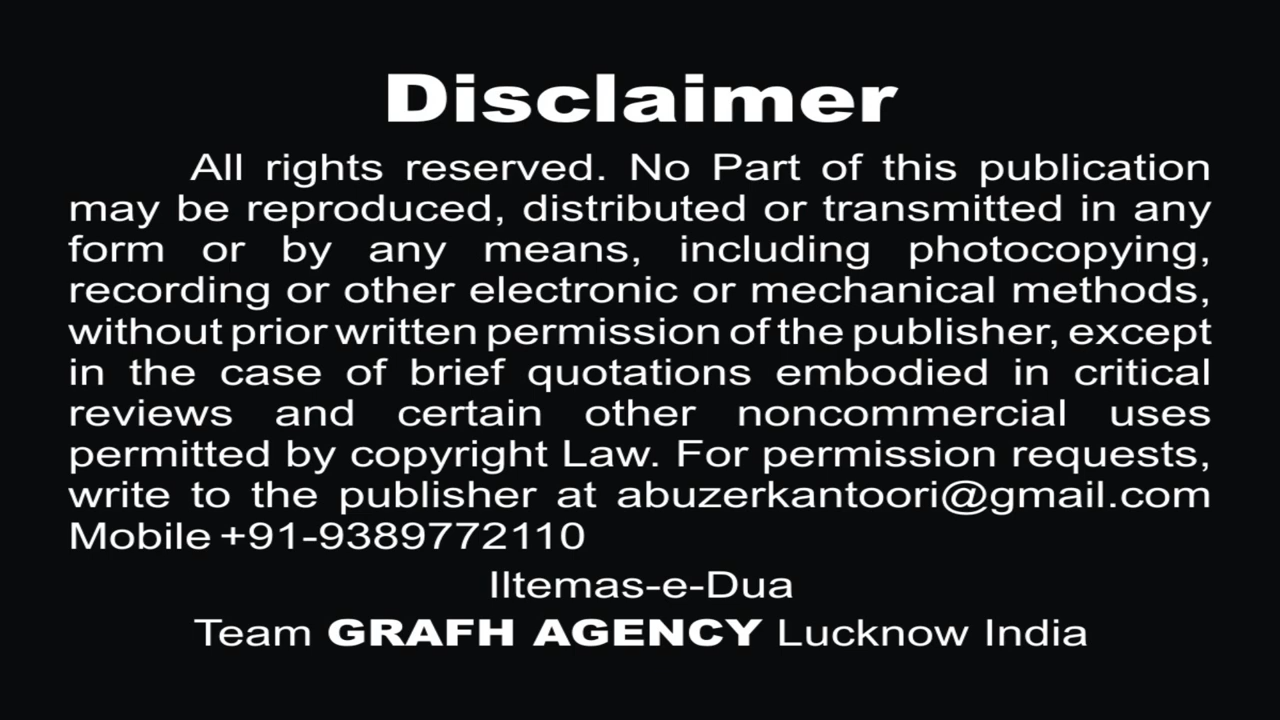 Disclaimer
All rights reserved. No Part of this publication
may be reproduced, distributed or transmitted in any
form or by any means, including photocopying,
recording or other electronic or mechanical methods,
without prior written permission of the publisher, except
in the case of brief quotations embodied in critical
reviews and certain other noncommercial uses
permitted by copyright Law. For permission requests,
write to the publisher at abuzerkantoori@gmail.com
Mobile +91-9389772110
IItemas-e-Dua
Team GRAFH AGENCY Lucknow India